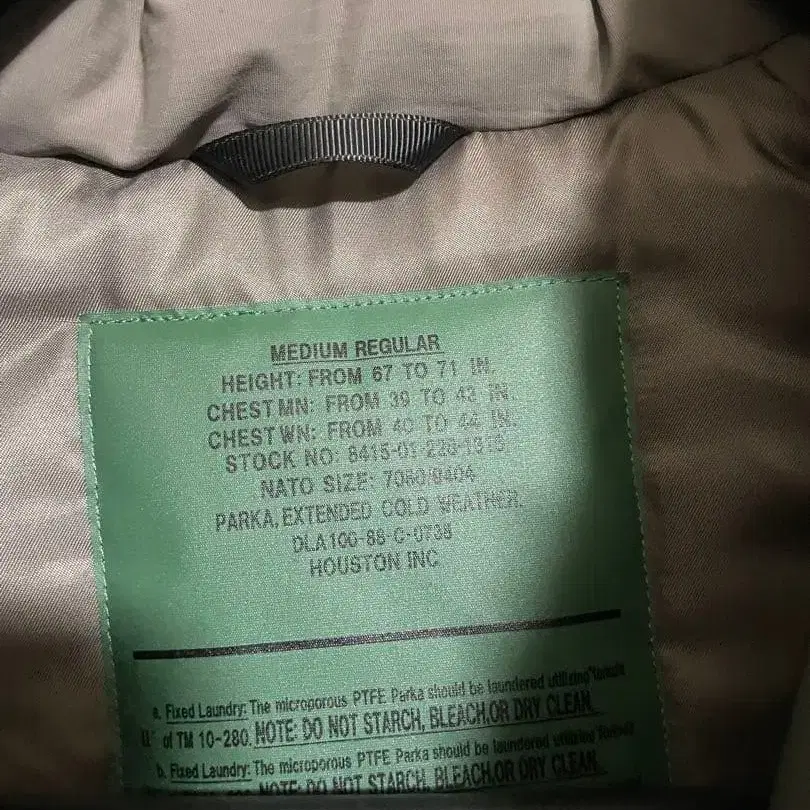 MEDIUM REGULAR
HEIGHT: FROM 67 TO 71 IN.
CHEST MN: FROM 39 TO 43 IN.
CHEST WN: FROM 40 TO 44 IN.
STOCK NO: 8415-01-228-1315
NATO SIZE: 7080/9404
PARKA, EXTENDED COLD WEATHER.
DLA100-88-C-0738
HOUSTON INC
a. Fixed Laundry: The microporous PTFE Parka should be laundered utilizing
of TM 10-280. NOTE: DO NOT STARCH, BLEACH,OR DRY CLEAN.
b. Fixed Laundry: The microporous PTFE Parka should be laundered utilizing
NOTE: DO NOT STARCH, BLEACH,OR DRY CLEAN.